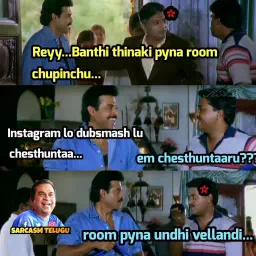 Reyy...Banthi thinaki pyna room
chupinchu...
Instagram lo dubsmash lu
chesthuntaa...
em chesthuntaaru???
SARCASM TELUGU
room pyna undhi vellandi...